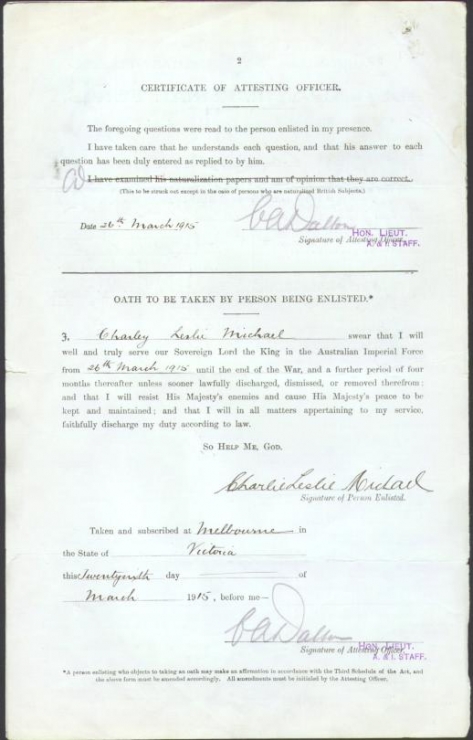 2
CERTIFICATE OF ATTESTING OFFICER.
The foregoing questions were read to the person enlisted in my presence.
I have taken care that he understands each question, and that his answer to each
question has been duly entered as replied to by him.
I have examined his naturalization papers and am of opinion that they are correct.
(This to be struck out except in the case of persons who are naturalised British Subjects.)
Date 26th March 1915
C A Dalton
HON. LIEUT.
Signature of Attesting Officer.
A. & I. STAFF.
OATH TO BE TAKEN BY PERSON BEING ENLISTED.*
3. Charley Leslie Michael swear that I will
well and truly serve our Sovereign Lord the King in the Australian Imperial Force
from 26th March 1915 until the end of the War, and a further period of four
months thereafter unless sooner lawfully discharged, dismissed, or removed therefrom;
and that I will resist His Majesty's enemies and cause His Majesty's peace to be
kept and maintained; and that I will in all matters appertaining to my service,
faithfully discharge my duty according to law.
SO HELP ME, GOD.
Charlie Leslie Michael
Signature of Person Enlisted.
Taken and subscribed at Melbourne in
the State of Victoria
this day of
March 1915, before me—
C A Dalton
HON. LIEUT.
Signature of Attesting Officer.
A. & I. STAFF.
*A person enlisting who objects to taking an oath may make an affirmation in accordance with the Third Schedule of the Act, and
the above form must be amended accordingly. All amendments must be initialed by the Attesting Officer.